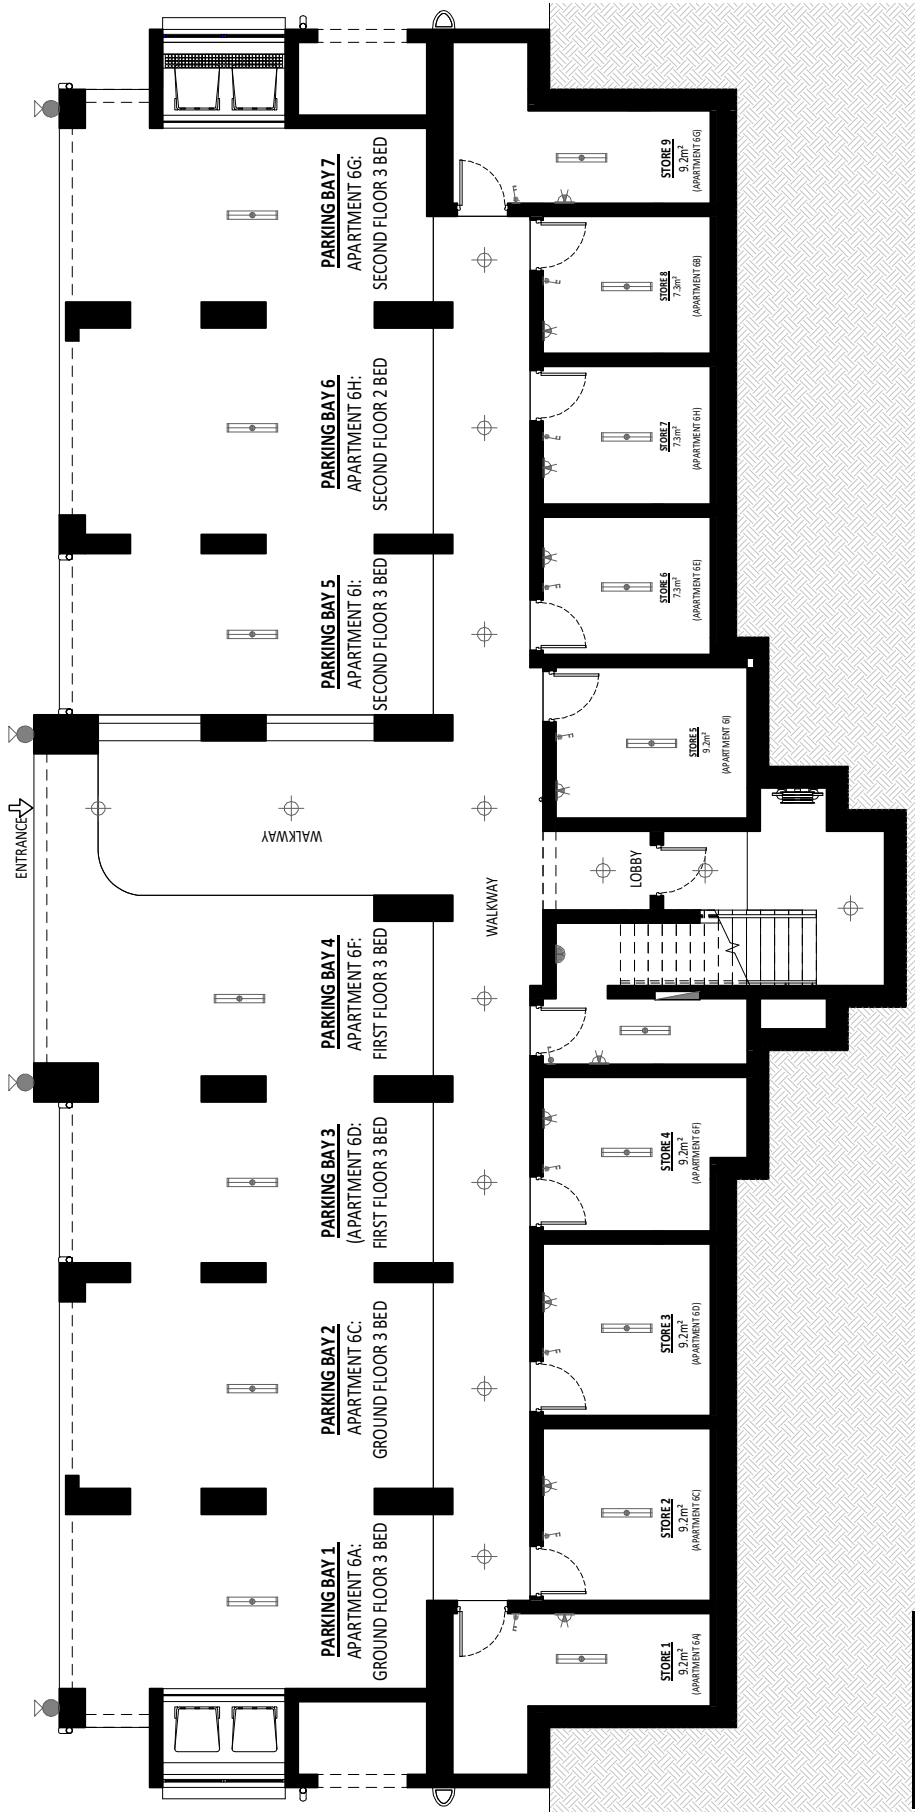 ENTRANCE
WALKWAY
WALKWAY
LOBBY
PARKING BAY 1
APARTMENT 6A:
GROUND FLOOR 3 BED
PARKING BAY 2
APARTMENT 6C:
GROUND FLOOR 3 BED
PARKING BAY 3
(APARTMENT 6D:
FIRST FLOOR 3 BED
PARKING BAY 4
APARTMENT 6F:
FIRST FLOOR 3 BED
PARKING BAY 5
APARTMENT 6I:
SECOND FLOOR 3 BED
PARKING BAY 6
APARTMENT 6H:
SECOND FLOOR 2 BED
PARKING BAY 7
APARTMENT 6G:
SECOND FLOOR 3 BED
STORE 1
9.2m²
(APARTMENT 6A)
STORE 2
9.2m²
(APARTMENT 6C)
STORE 3
9.2m²
(APARTMENT 6D)
STORE 4
9.2m²
(APARTMENT 6F)
STORE 5
9.2m²
(APARTMENT 6I)
STORE 6
7.3m²
(APARTMENT 6E)
STORE 7
7.3m²
(APARTMENT 6H)
STORE 8
7.3m²
(APARTMENT 6B)
STORE 9
9.2m²
(APARTMENT 6G)